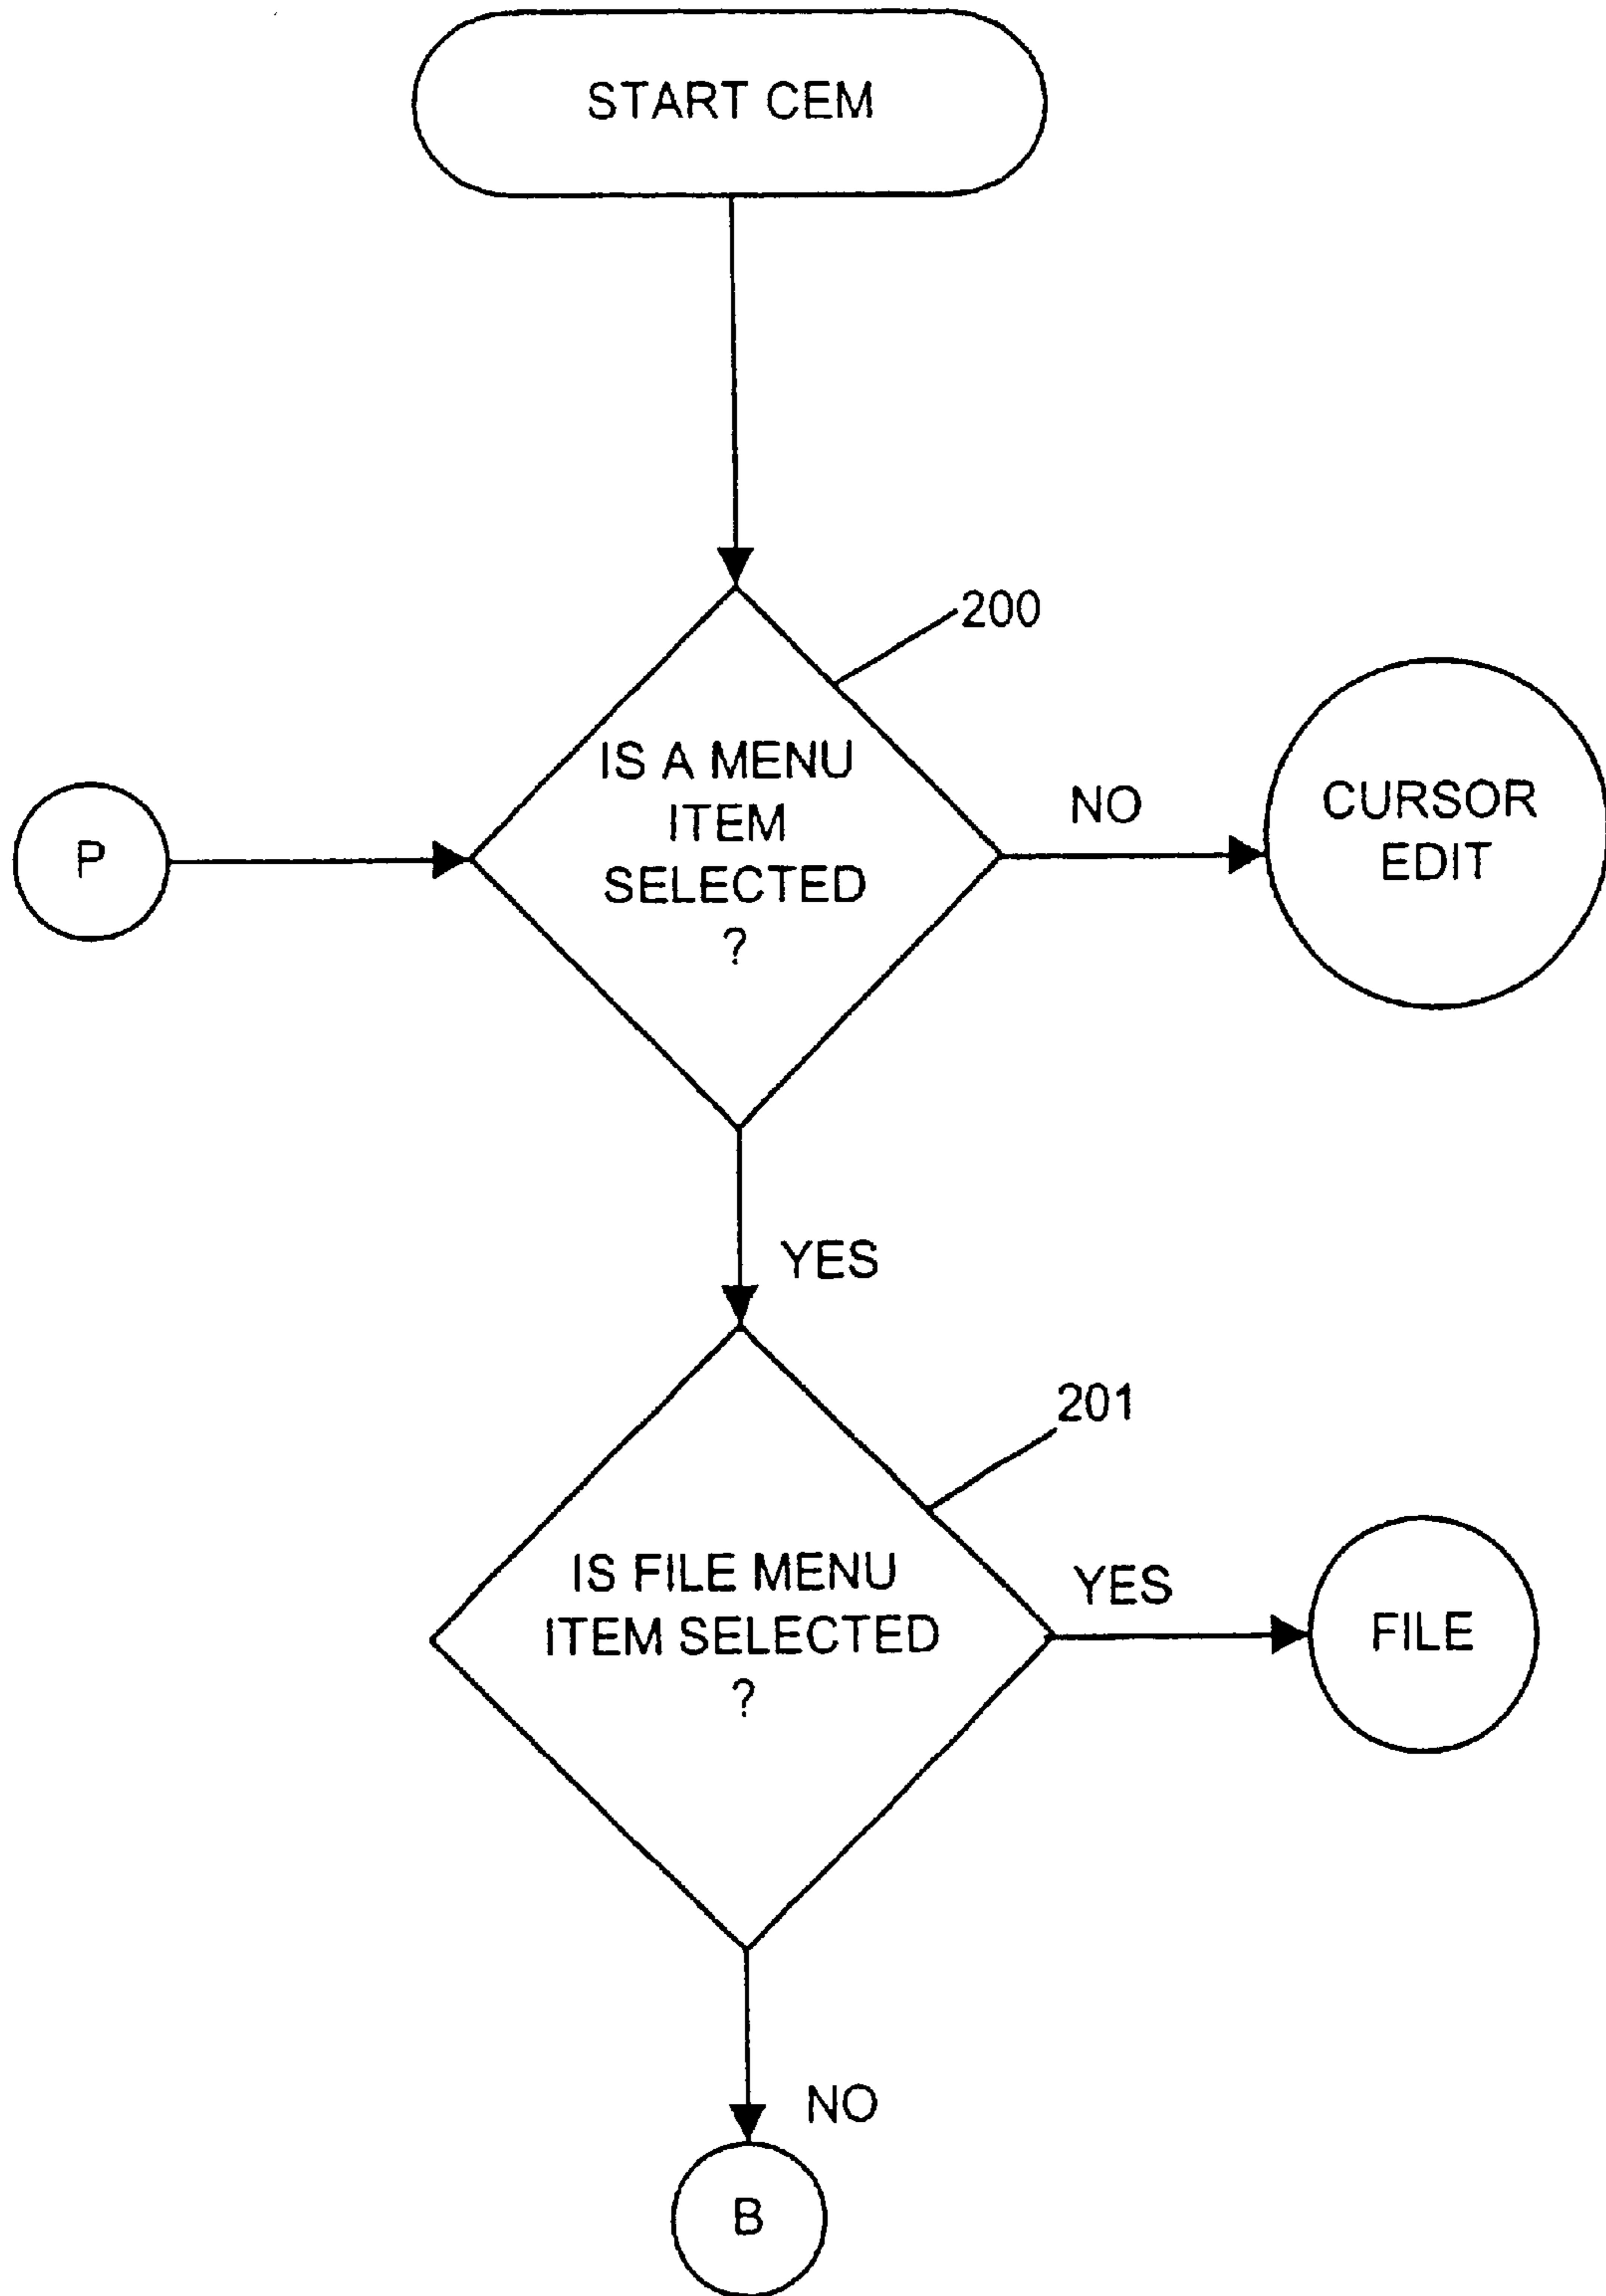 START CEM
200
IS A MENU
ITEM
SELECTED
?
P
NO
CURSOR
EDIT
YES
201
IS FILE MENU
ITEM SELECTED
?
YES
FILE
NO
B